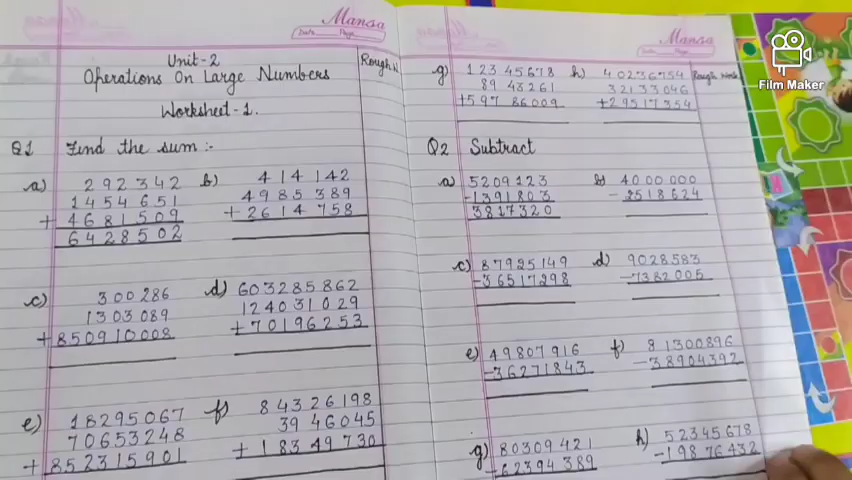 Mansa
Date Page
Unit-2
Rough
Operations On Large Numbers
Worksheet-1.
Q1 Find the sum :-
a) 292342
1454651
+ 4681509
6428502
b) 414142
4985389
+ 2614758
c) 300286
1303089
+850910008
d) 603285862
124031029
+70196253
e) 18295067
70653248
+ 852315901
f) 84326198
3946045
+ 18349730
Mansa
Date Page
Rough Work
g) 12345678
8943261
+59786009
h) 40236754
32133046
+29517354
Q2 Subtract
a) 5209123
-1391803
3817320
b) 4000000
- 2518624
c) 87925149
-36517298
d) 9028583
-7382005
e) 49807916
-36271843
f) 81300896
-38904392
g) 80309421
-62394389
h) 52345678
-19876432
Film Maker